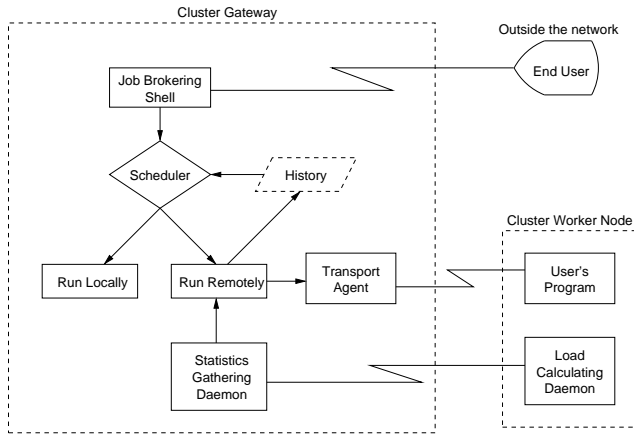 Cluster Gateway
Outside the network
End User
Job Brokering
Shell
Scheduler
History
Cluster Worker Node
Run Locally
Run Remotely
Transport
Agent
User's
Program
Statistics
Gathering
Daemon
Load
Calculating
Daemon